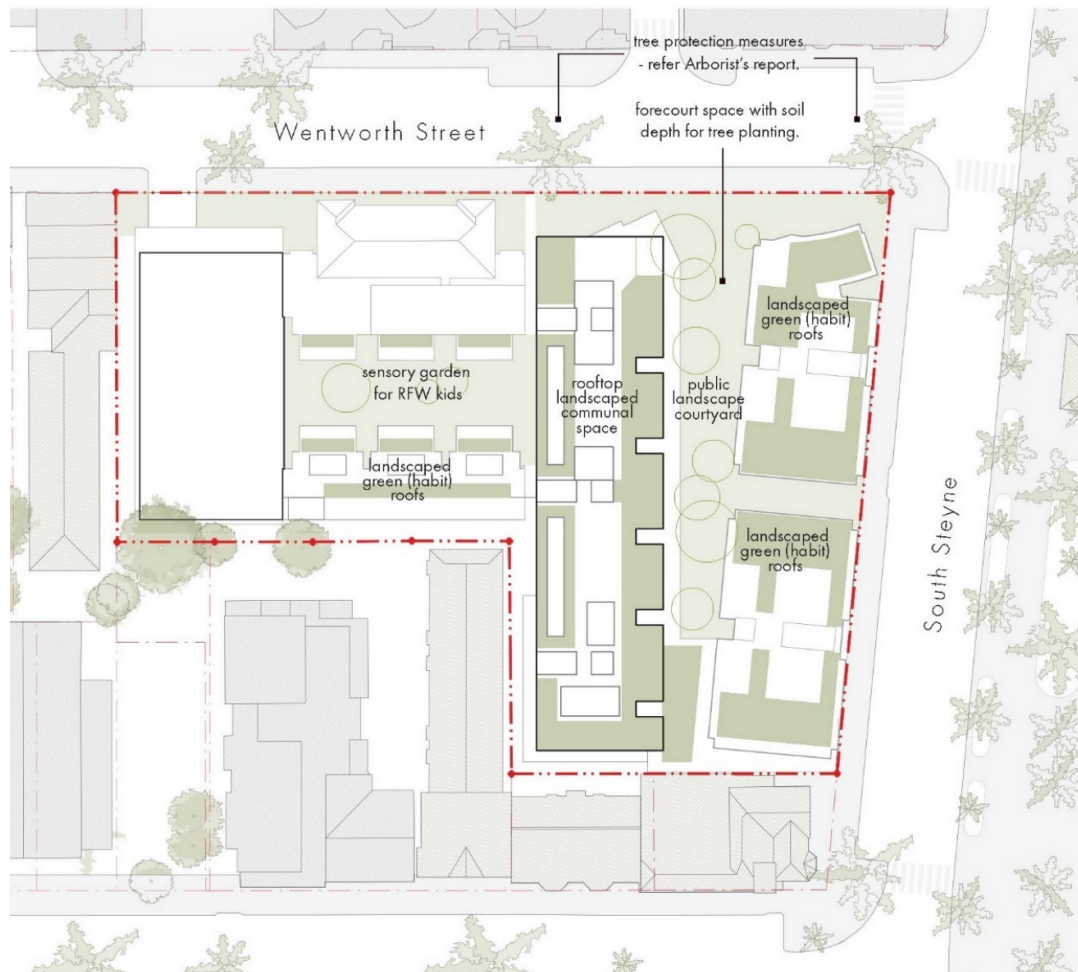 tree protection measures
- refer Arborist's report.
Wentworth Street
forecourt space with soil
depth for tree planting.
landscaped
green (habit)
roofs
sensory garden
for RFW kids
rooftop
landscaped
communal
space
public
landscape
courtyard
landscaped
green (habit)
roofs
landscaped
green (habit)
roofs
South Steyne